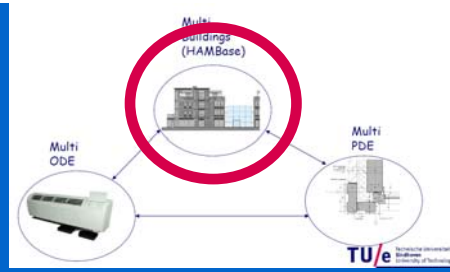 Multi
Buildings
(HAMBase)
Multi
ODE
Multi
PDE
TU/e
Technische Universiteit
Eindhoven
University of Technology